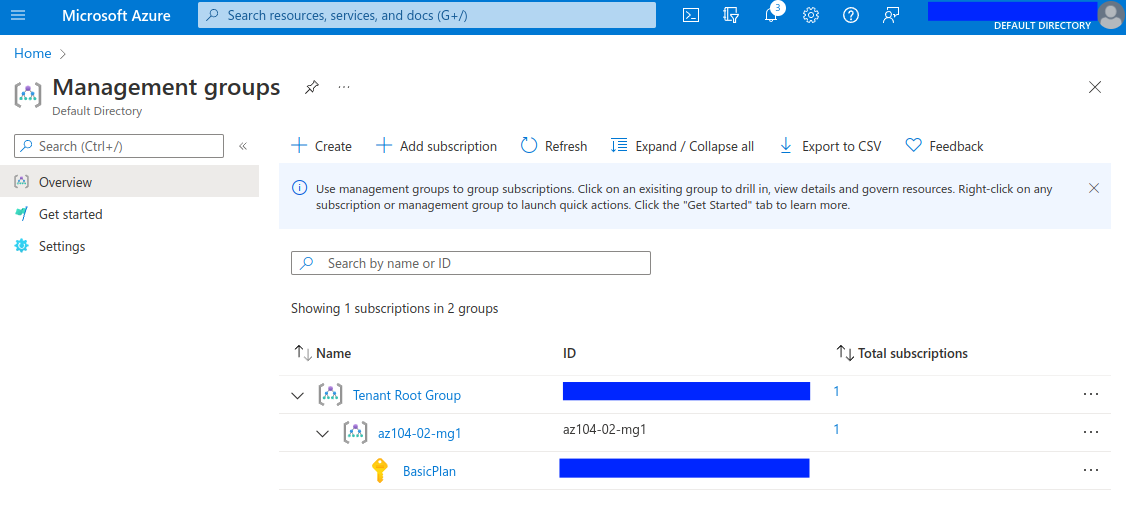 Microsoft Azure
Search resources, services, and docs (G+/)
3
DEFAULT DIRECTORY
Home
Management groups
Default Directory
Search (Ctrl+/)
Overview
Get started
Settings
Create
Add subscription
Refresh
Expand / Collapse all
Export to CSV
Feedback
Use management groups to group subscriptions. Click on an exisiting group to drill in, view details and govern resources. Right-click on any
subscription or management group to launch quick actions. Click the "Get Started" tab to learn more.
Search by name or ID
Showing 1 subscriptions in 2 groups
Name ID Total subscriptions
Tenant Root Group 1
az104-02-mg1 az104-02-mg1 1
BasicPlan